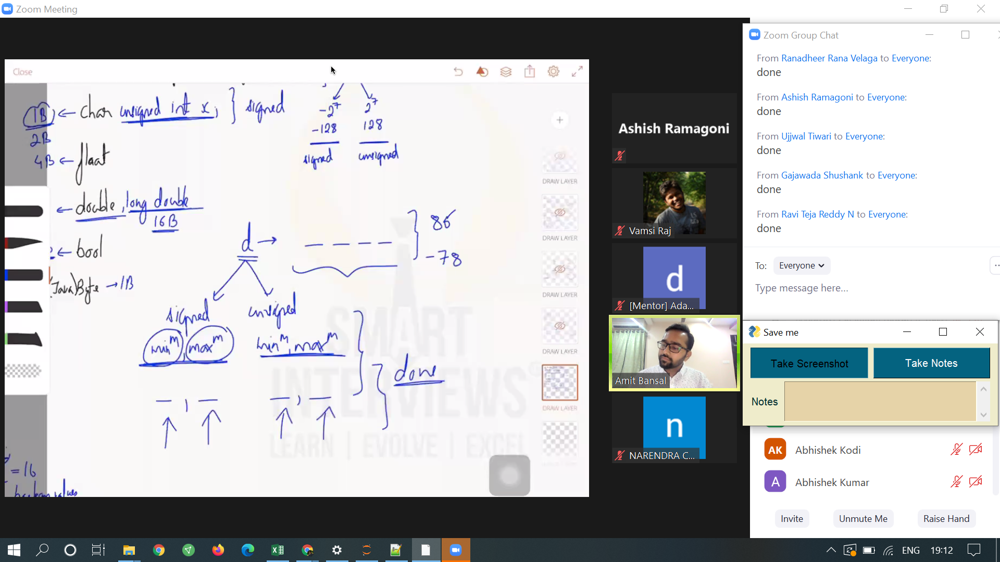 Zoom Meeting
Close
1B ← char unsigned int x; } signed
2B
-2^7 2^7
-128 128
signed unsigned
4B ← float
← double, long double
16B
d → _ _ _ _ } 86
-78
← bool
(Java) Byte → 1B
signed unsigned
min^m, max^m min^m, max^m
done
_ , _ _ , _
SMART
INTERVIEWS
LEARN | EVOLVE | EXCEL
= 16
values
DRAW LAYER
DRAW LAYER
DRAW LAYER
DRAW LAYER
DRAW LAYER
Ashish Ramagoni
Vamsi Raj
d
[Mentor] Ada...
Amit Bansal
n
NARENDRA C...
Zoom Group Chat
From Ranadheer Rana Velaga to Everyone:
done
From Ashish Ramagoni to Everyone:
done
From Ujjwal Tiwari to Everyone:
done
From Gajawada Shushank to Everyone:
done
From Ravi Teja Reddy N to Everyone:
done
To: Everyone
Type message here...
Save me
Take Screenshot Take Notes
Notes
AK Abhishek Kodi
A Abhishek Kumar
Invite Unmute Me Raise Hand
ENG 19:12